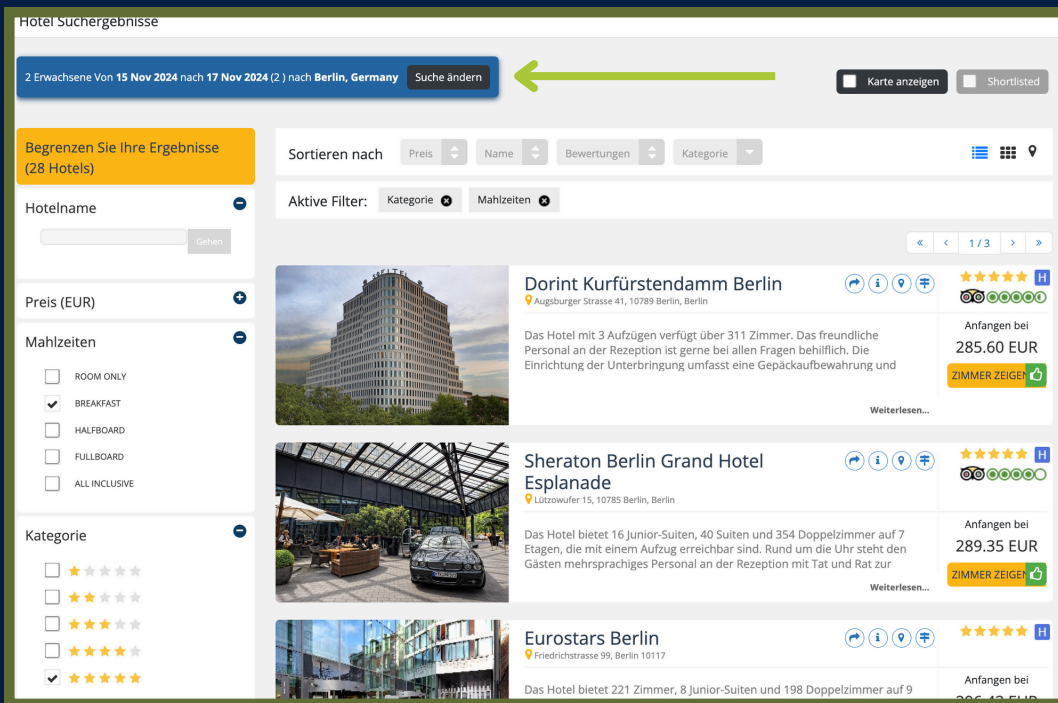 Hotel Suchergebnisse
2 Erwachsene Von 15 Nov 2024 nach 17 Nov 2024 (2 ) nach Berlin, Germany Suche ändern
Karte anzeigen Shortlisted
Begrenzen Sie Ihre Ergebnisse
(28 Hotels)
Hotelname
Gehen
Preis (EUR)
Mahlzeiten
ROOM ONLY
BREAKFAST
HALFBOARD
FULLBOARD
ALL INCLUSIVE
Kategorie
Sortieren nach Preis Name Bewertungen Kategorie
Aktive Filter: Kategorie Mahlzeiten
« ‹ 1 / 3 › »
SOFITEL
Dorint Kurfürstendamm Berlin
H
Augsburger Strasse 41, 10789 Berlin, Berlin
Das Hotel mit 3 Aufzügen verfügt über 311 Zimmer. Das freundliche
Personal an der Rezeption ist gerne bei allen Fragen behilflich. Die
Einrichtung der Unterbringung umfasst eine Gepäckaufbewahrung und
Weiterlesen...
Anfangen bei
285.60 EUR
ZIMMER ZEIGEN
Sheraton Berlin Grand Hotel
Esplanade
H
Lützowufer 15, 10785 Berlin, Berlin
Das Hotel bietet 16 Junior-Suiten, 40 Suiten und 354 Doppelzimmer auf 7
Etagen, die mit einem Aufzug erreichbar sind. Rund um die Uhr steht den
Gästen mehrsprachiges Personal an der Rezeption mit Tat und Rat zur
Weiterlesen...
Anfangen bei
289.35 EUR
ZIMMER ZEIGEN
Eurostars Berlin
H
Friedrichstrasse 99, Berlin 10117
Das Hotel bietet 221 Zimmer, 8 Junior-Suiten und 198 Doppelzimmer auf 9
Anfangen bei
EUR